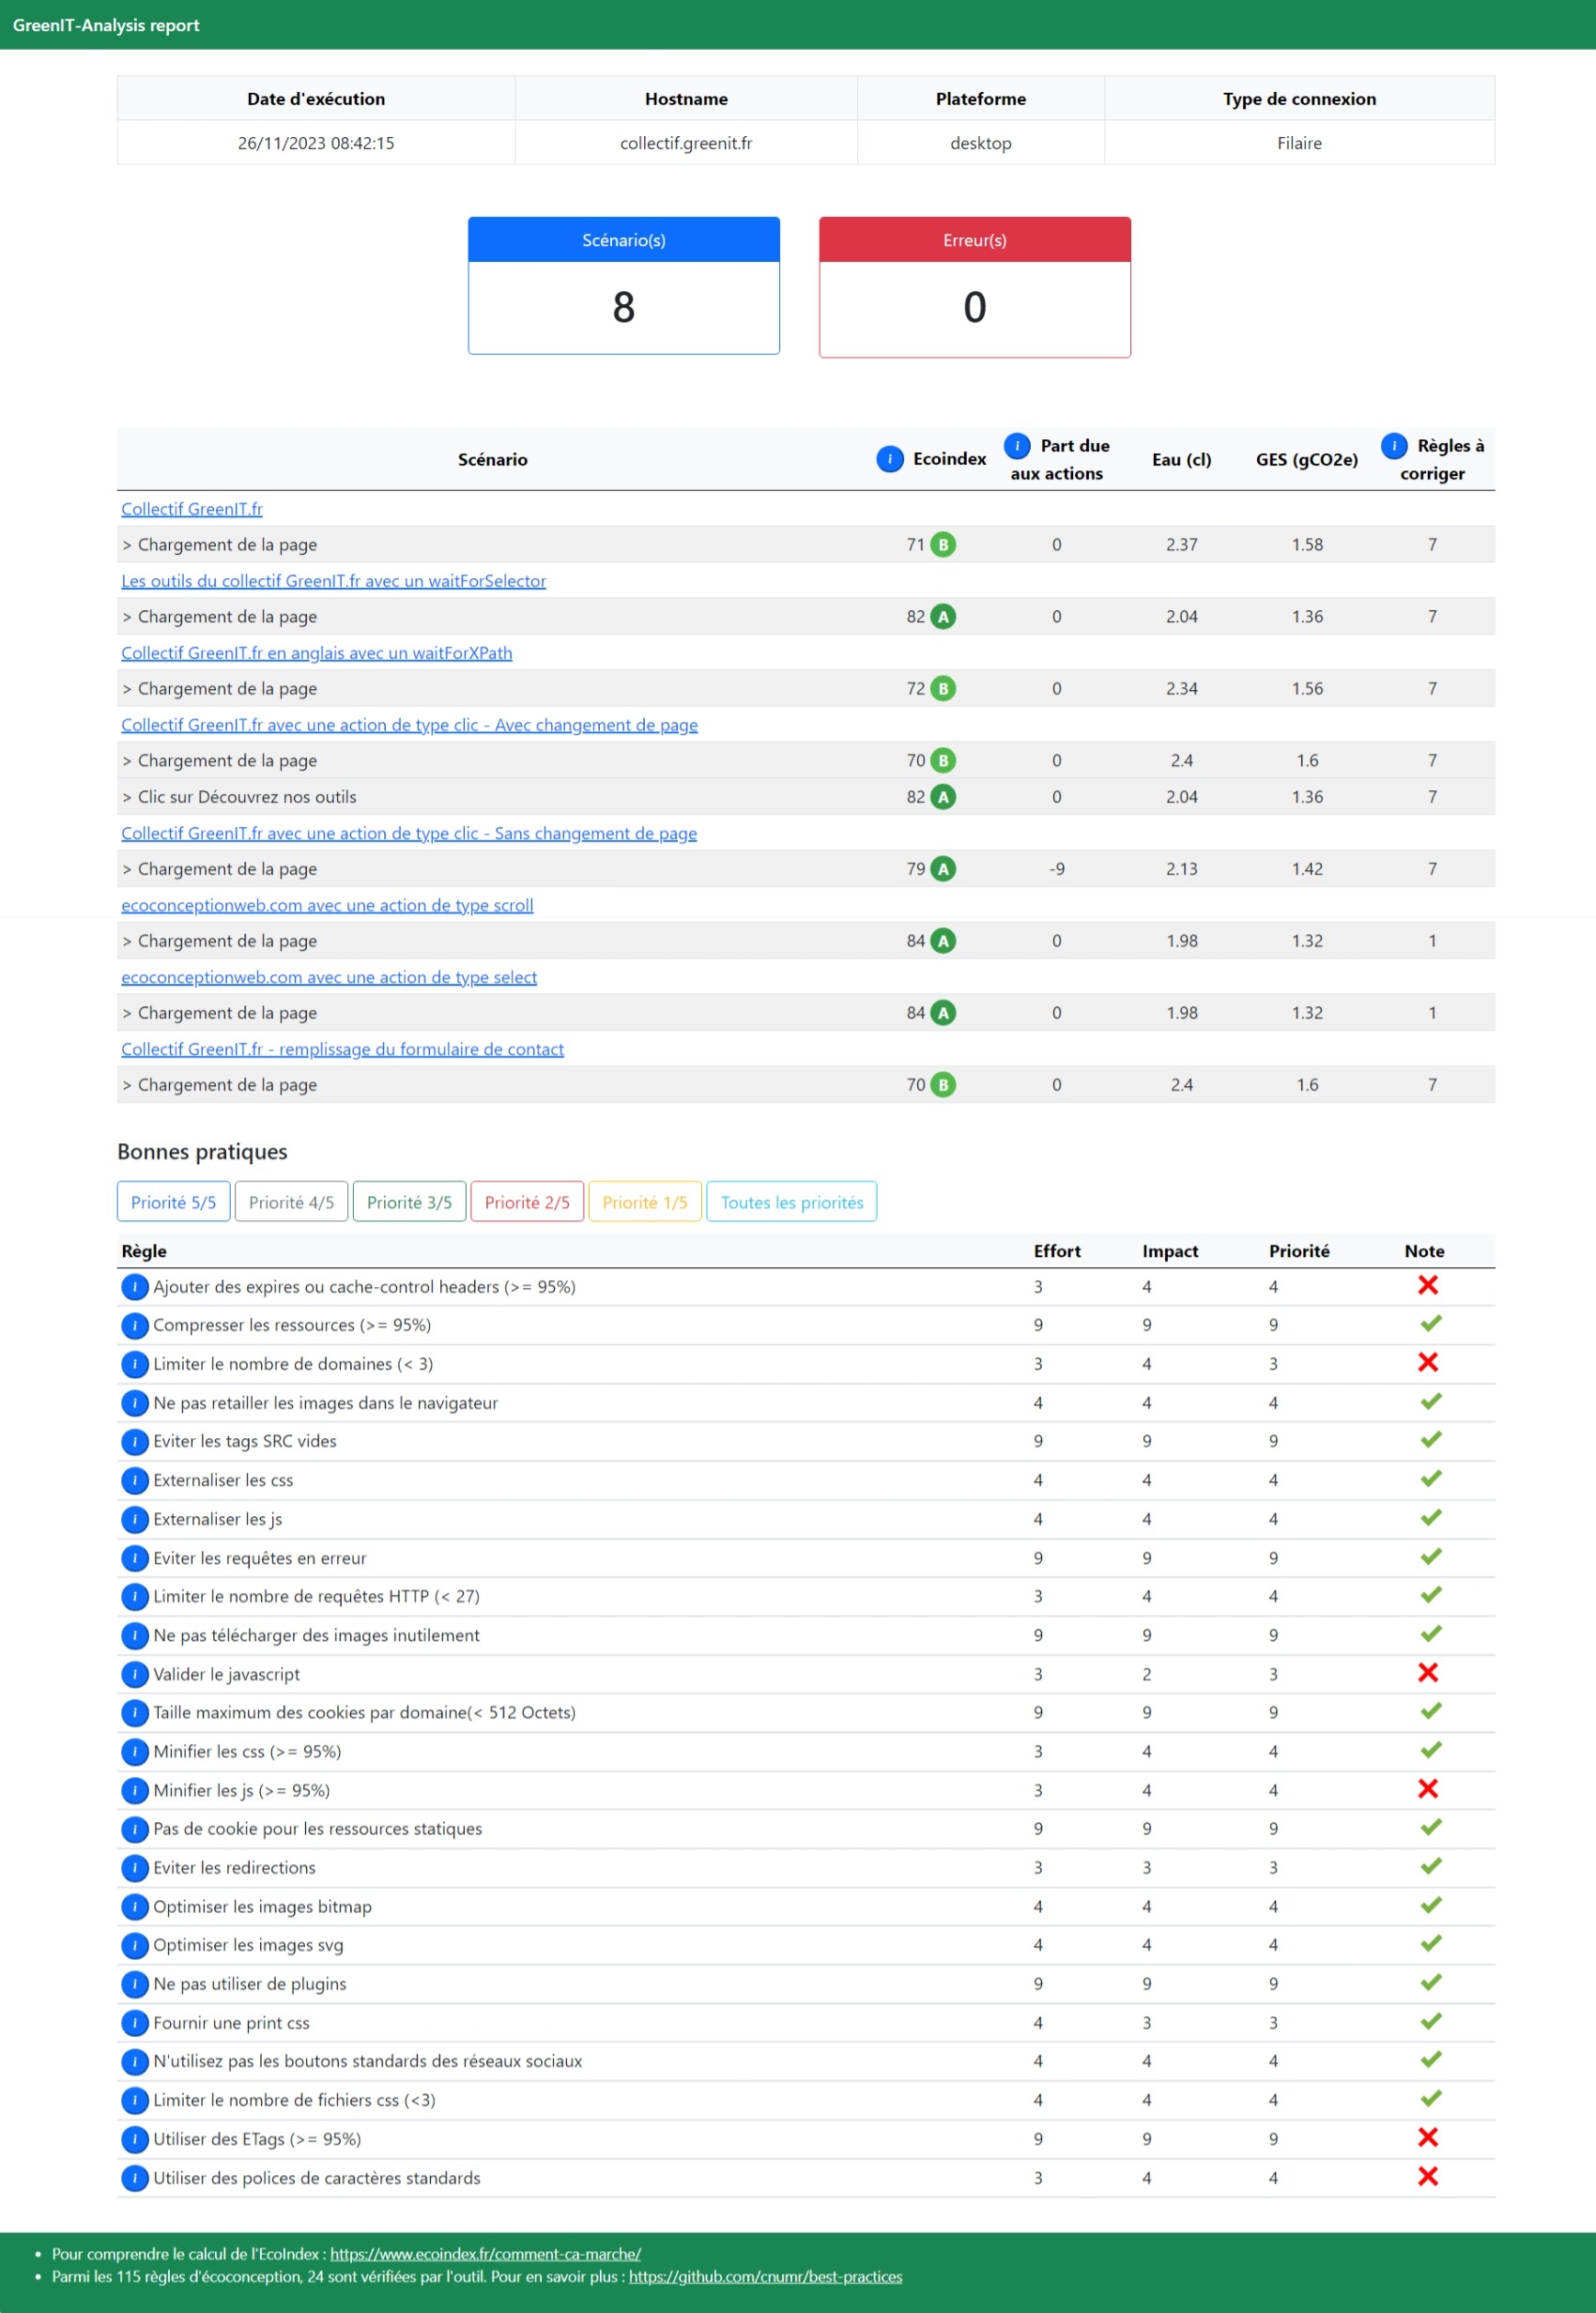 GreenIT-Analysis report
Date d'exécution Hostname Plateforme Type de connexion
26/11/2023 08:42:15 collectif.greenit.fr desktop Filaire
Scénario(s) Erreur(s)
8 0
Scénario i Ecoindex i Part due aux actions Eau (cl) GES (gCO2e) i Règles à corriger
Collectif GreenIT.fr
> Chargement de la page 71 B 0 2.37 1.58 7
Les outils du collectif GreenIT.fr avec un waitForSelector
> Chargement de la page 82 A 0 2.04 1.36 7
Collectif GreenIT.fr en anglais avec un waitForXPath
> Chargement de la page 72 B 0 2.34 1.56 7
Collectif GreenIT.fr avec une action de type clic - Avec changement de page
> Chargement de la page 70 B 0 2.4 1.6 7
> Clic sur Découvrez nos outils 82 A 0 2.04 1.36 7
Collectif GreenIT.fr avec une action de type clic - Sans changement de page
> Chargement de la page 79 A -9 2.13 1.42 7
ecoconceptionweb.com avec une action de type scroll
> Chargement de la page 84 A 0 1.98 1.32 1
ecoconceptionweb.com avec une action de type select
> Chargement de la page 84 A 0 1.98 1.32 1
Collectif GreenIT.fr - remplissage du formulaire de contact
> Chargement de la page 70 B 0 2.4 1.6 7
Bonnes pratiques
Priorité 5/5 Priorité 4/5 Priorité 3/5 Priorité 2/5 Priorité 1/5 Toutes les priorités
Règle Effort Impact Priorité Note
i Ajouter des expires ou cache-control headers (>= 95%) 3 4 4 ❌
i Compresser les ressources (>= 95%) 9 9 9 ✔
i Limiter le nombre de domaines (< 3) 3 4 3 ❌
i Ne pas retailler les images dans le navigateur 4 4 4 ✔
i Eviter les tags SRC vides 9 9 9 ✔
i Externaliser les css 4 4 4 ✔
i Externaliser les js 4 4 4 ✔
i Eviter les requêtes en erreur 9 9 9 ✔
i Limiter le nombre de requêtes HTTP (< 27) 3 4 4 ✔
i Ne pas télécharger des images inutilement 9 9 9 ✔
i Valider le javascript 3 2 3 ❌
i Taille maximum des cookies par domaine(< 512 Octets) 9 9 9 ✔
i Minifier les css (>= 95%) 3 4 4 ✔
i Minifier les js (>= 95%) 3 4 4 ❌
i Pas de cookie pour les ressources statiques 9 9 9 ✔
i Eviter les redirections 3 3 3 ✔
i Optimiser les images bitmap 4 4 4 ✔
i Optimiser les images svg 4 4 4 ✔
i Ne pas utiliser de plugins 9 9 9 ✔
i Fournir une print css 4 3 3 ✔
i N'utilisez pas les boutons standards des réseaux sociaux 4 4 4 ✔
i Limiter le nombre de fichiers css (<3) 4 4 4 ✔
i Utiliser des ETags (>= 95%) 9 9 9 ❌
i Utiliser des polices de caractères standards 3 4 4 ❌
• Pour comprendre le calcul de l'EcoIndex : https://www.ecoindex.fr/comment-ca-marche/
• Parmi les 115 règles d'écoconception, 24 sont vérifiées par l'outil. Pour en savoir plus : https://github.com/cnumr/best-practices